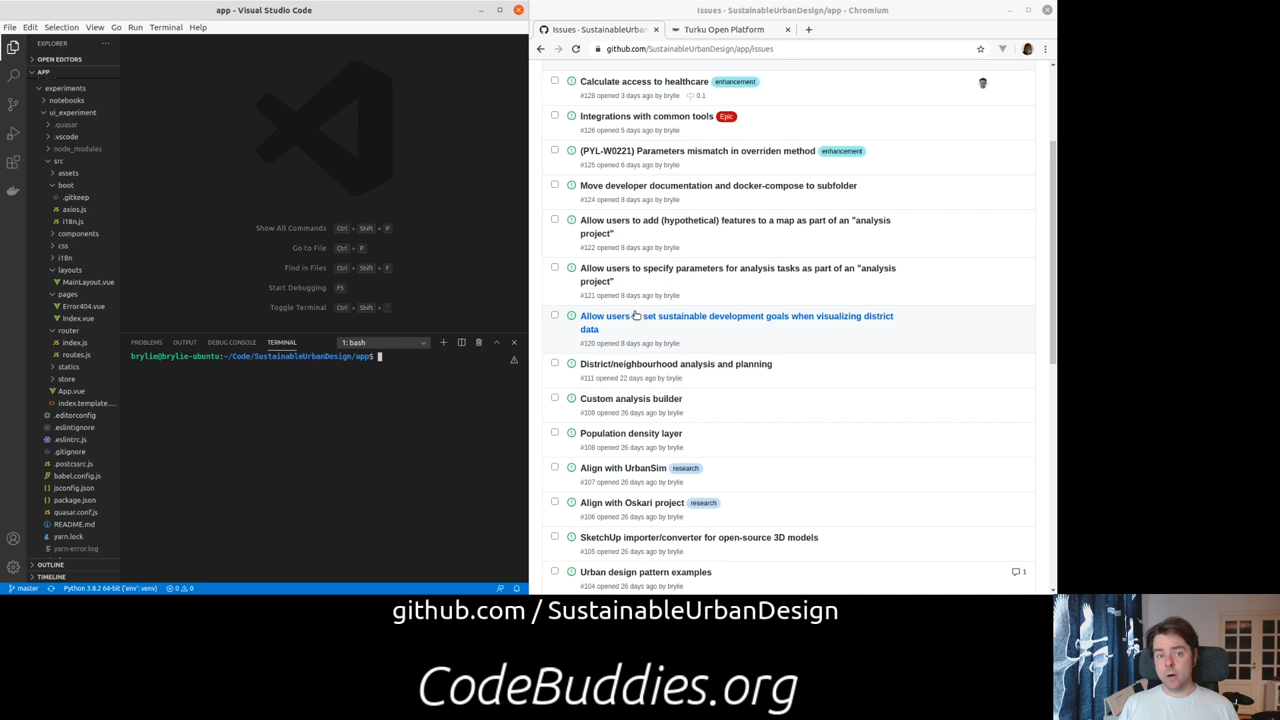 app - Visual Studio Code
File Edit Selection View Go Run Terminal Help
EXPLORER
OPEN EDITORS
APP
experiments
notebooks
ui_experiment
.quasar
.vscode
node_modules
src
assets
boot
.gitkeep
axios.js
i18n.js
components
css
i18n
layouts
MainLayout.vue
pages
Error404.vue
Index.vue
router
index.js
routes.js
statics
store
App.vue
index.template....
.editorconfig
.eslintignore
.eslintrc.js
.gitignore
.postcssrc.js
babel.config.js
jsconfig.json
package.json
quasar.conf.js
README.md
yarn.lock
yarn-error.log
OUTLINE
TIMELINE
Show All Commands Ctrl + Shift + P
Go to File Ctrl + P
Find in Files Ctrl + Shift + F
Start Debugging F5
Toggle Terminal Ctrl + Shift + '
PROBLEMS OUTPUT DEBUG CONSOLE TERMINAL 1: bash
brylie@brylie-ubuntu:~/Code/SustainableUrbanDesign/app$
master Python 3.8.2 64-bit ('env': venv) 0 0
Issues - SustainableUrbanDesign/app - Chromium
Issues · SustainableUrban
Turku Open Platform
github.com/SustainableUrbanDesign/app/issues
Calculate access to healthcare enhancement
#128 opened 3 days ago by brylie 0.1
Integrations with common tools Epic
#126 opened 5 days ago by brylie
(PYL-W0221) Parameters mismatch in overriden method enhancement
#125 opened 6 days ago by brylie
Move developer documentation and docker-compose to subfolder
#124 opened 8 days ago by brylie
Allow users to add (hypothetical) features to a map as part of an "analysis
project"
#122 opened 8 days ago by brylie
Allow users to specify parameters for analysis tasks as part of an "analysis
project"
#121 opened 8 days ago by brylie
Allow users set sustainable development goals when visualizing district
data
#120 opened 8 days ago by brylie
District/neighbourhood analysis and planning
#111 opened 22 days ago by brylie
Custom analysis builder
#109 opened 26 days ago by brylie
Population density layer
#108 opened 26 days ago by brylie
Align with UrbanSim research
#107 opened 26 days ago by brylie
Align with Oskari project research
#106 opened 26 days ago by brylie
SketchUp importer/converter for open-source 3D models
#105 opened 26 days ago by brylie
Urban design pattern examples 1
#104 opened 26 days ago by brylie
github.com / SustainableUrbanDesign
CodeBuddies.org